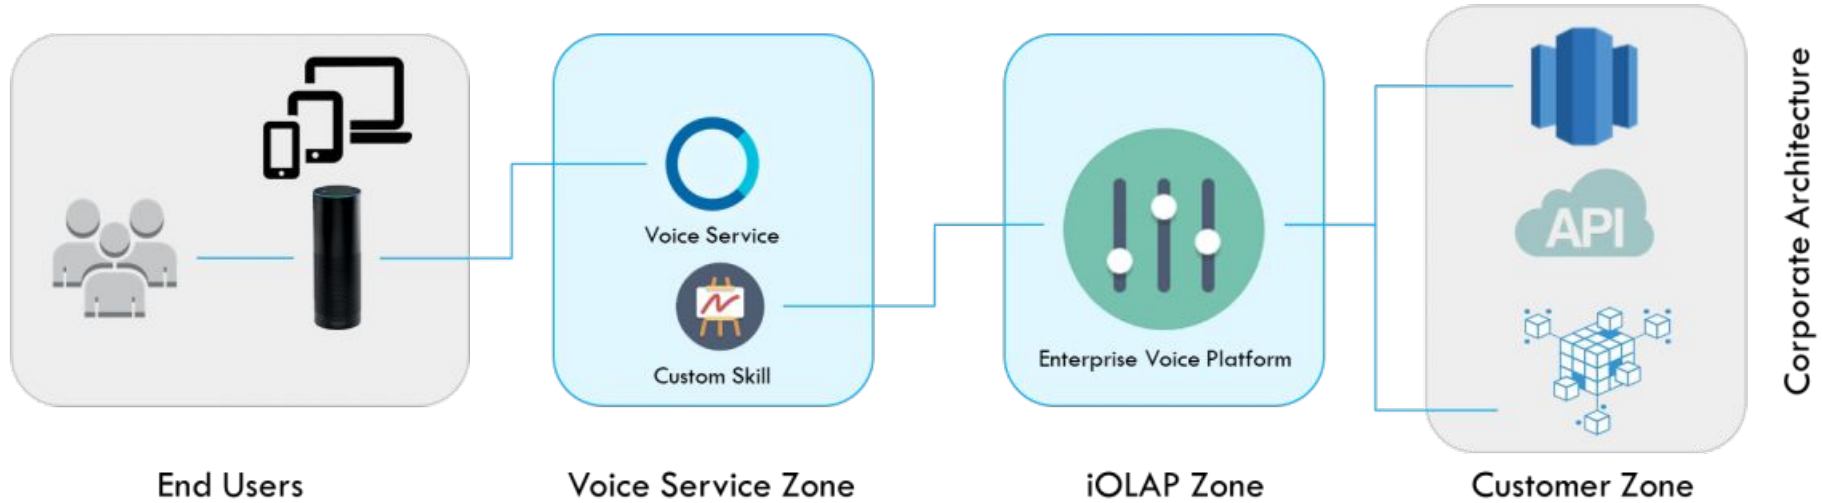 Voice Service
Custom Skill
Enterprise Voice Platform
API
Corporate Architecture
End Users
Voice Service Zone
iOLAP Zone
Customer Zone